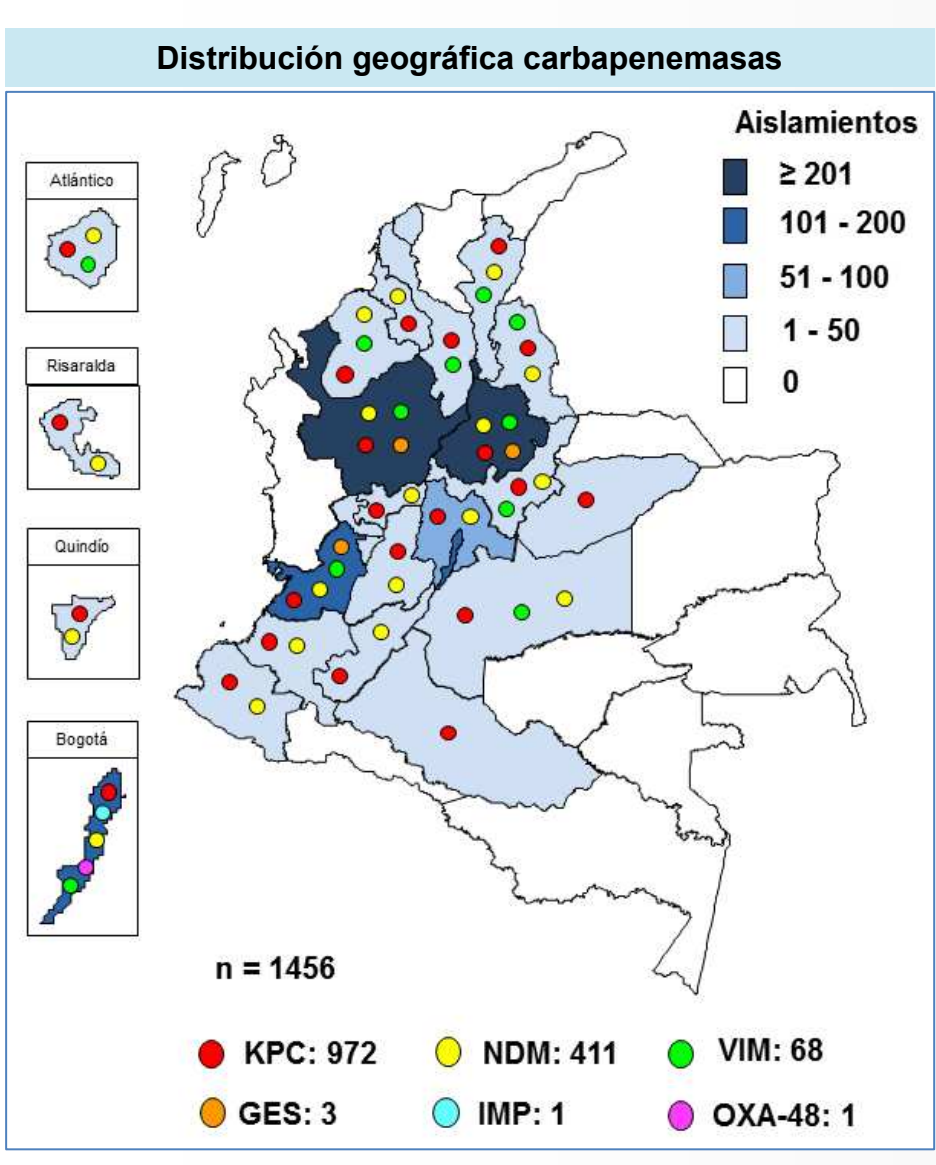 Distribución geográfica carbapenemasas
Aislamientos
≥ 201
101 - 200
51 - 100
1 - 50
0
Atlántico
Risaralda
Quindío
Bogotá
n = 1456
KPC: 972
NDM: 411
VIM: 68
GES: 3
IMP: 1
OXA-48: 1